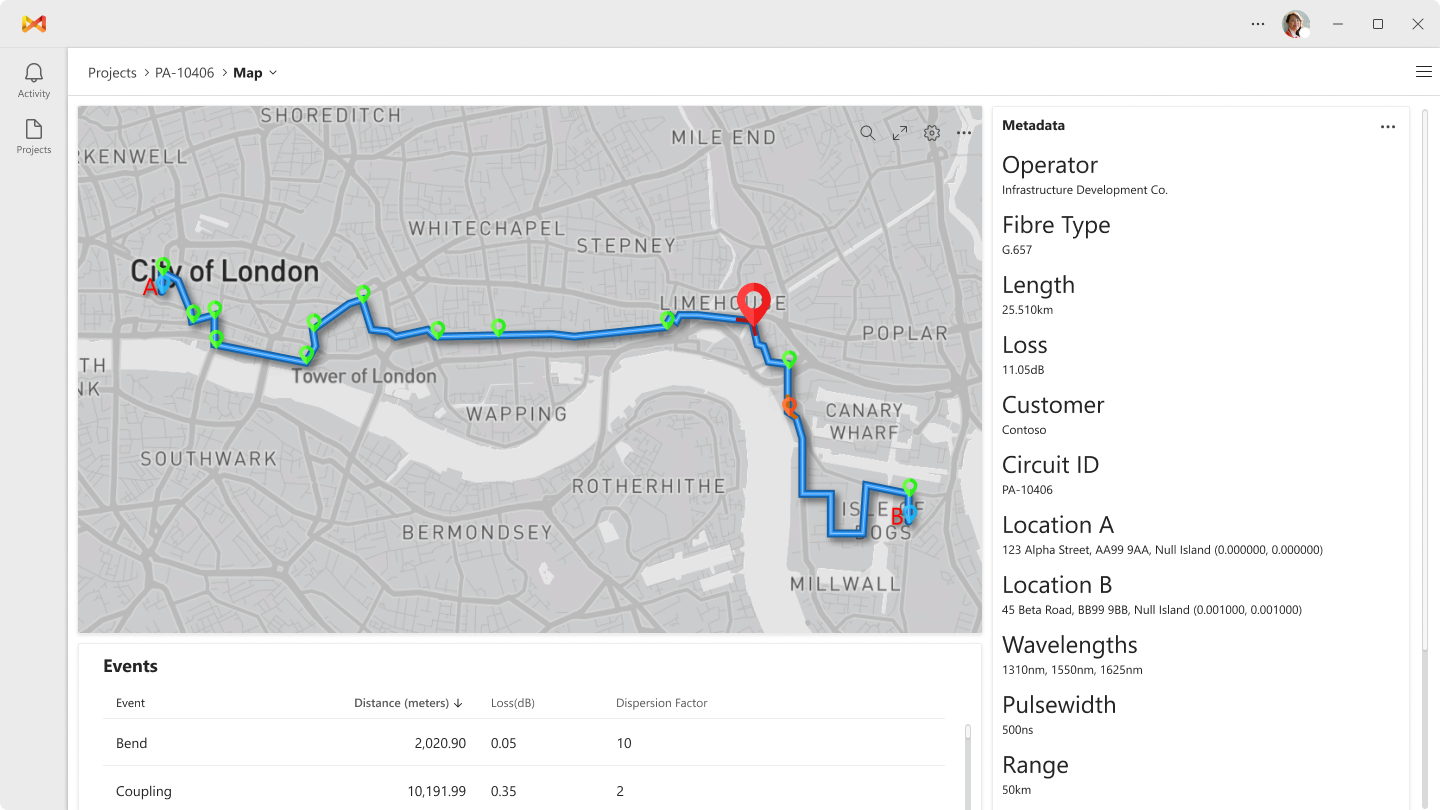 Activity
Projects
Projects > PA-10406 > Map
SHOREDITCH
MILE END
RKENWELL
WHITECHAPEL
STEPNEY
City of London
A
LIMEHOUSE
POPLAR
TH
NK
Tower of London
WAPPING
CANARY
WHARF
SOUTHWARK
ROTHERHITHE
ISLE OF
DOGS
B
BERMONDSEY
MILLWALL
Events
Event Distance (meters) ↓ Loss(dB) Dispersion Factor
Bend 2,020.90 0.05 10
Coupling 10,191.99 0.35 2
Metadata
Operator
Infrastructure Development Co.
Fibre Type
G.657
Length
25.510km
Loss
11.05dB
Customer
Contoso
Circuit ID
PA-10406
Location A
123 Alpha Street, AA99 9AA, Null Island (0.000000, 0.000000)
Location B
45 Beta Road, BB99 9BB, Null Island (0.001000, 0.001000)
Wavelengths
1310nm, 1550nm, 1625nm
Pulsewidth
500ns
Range
50km